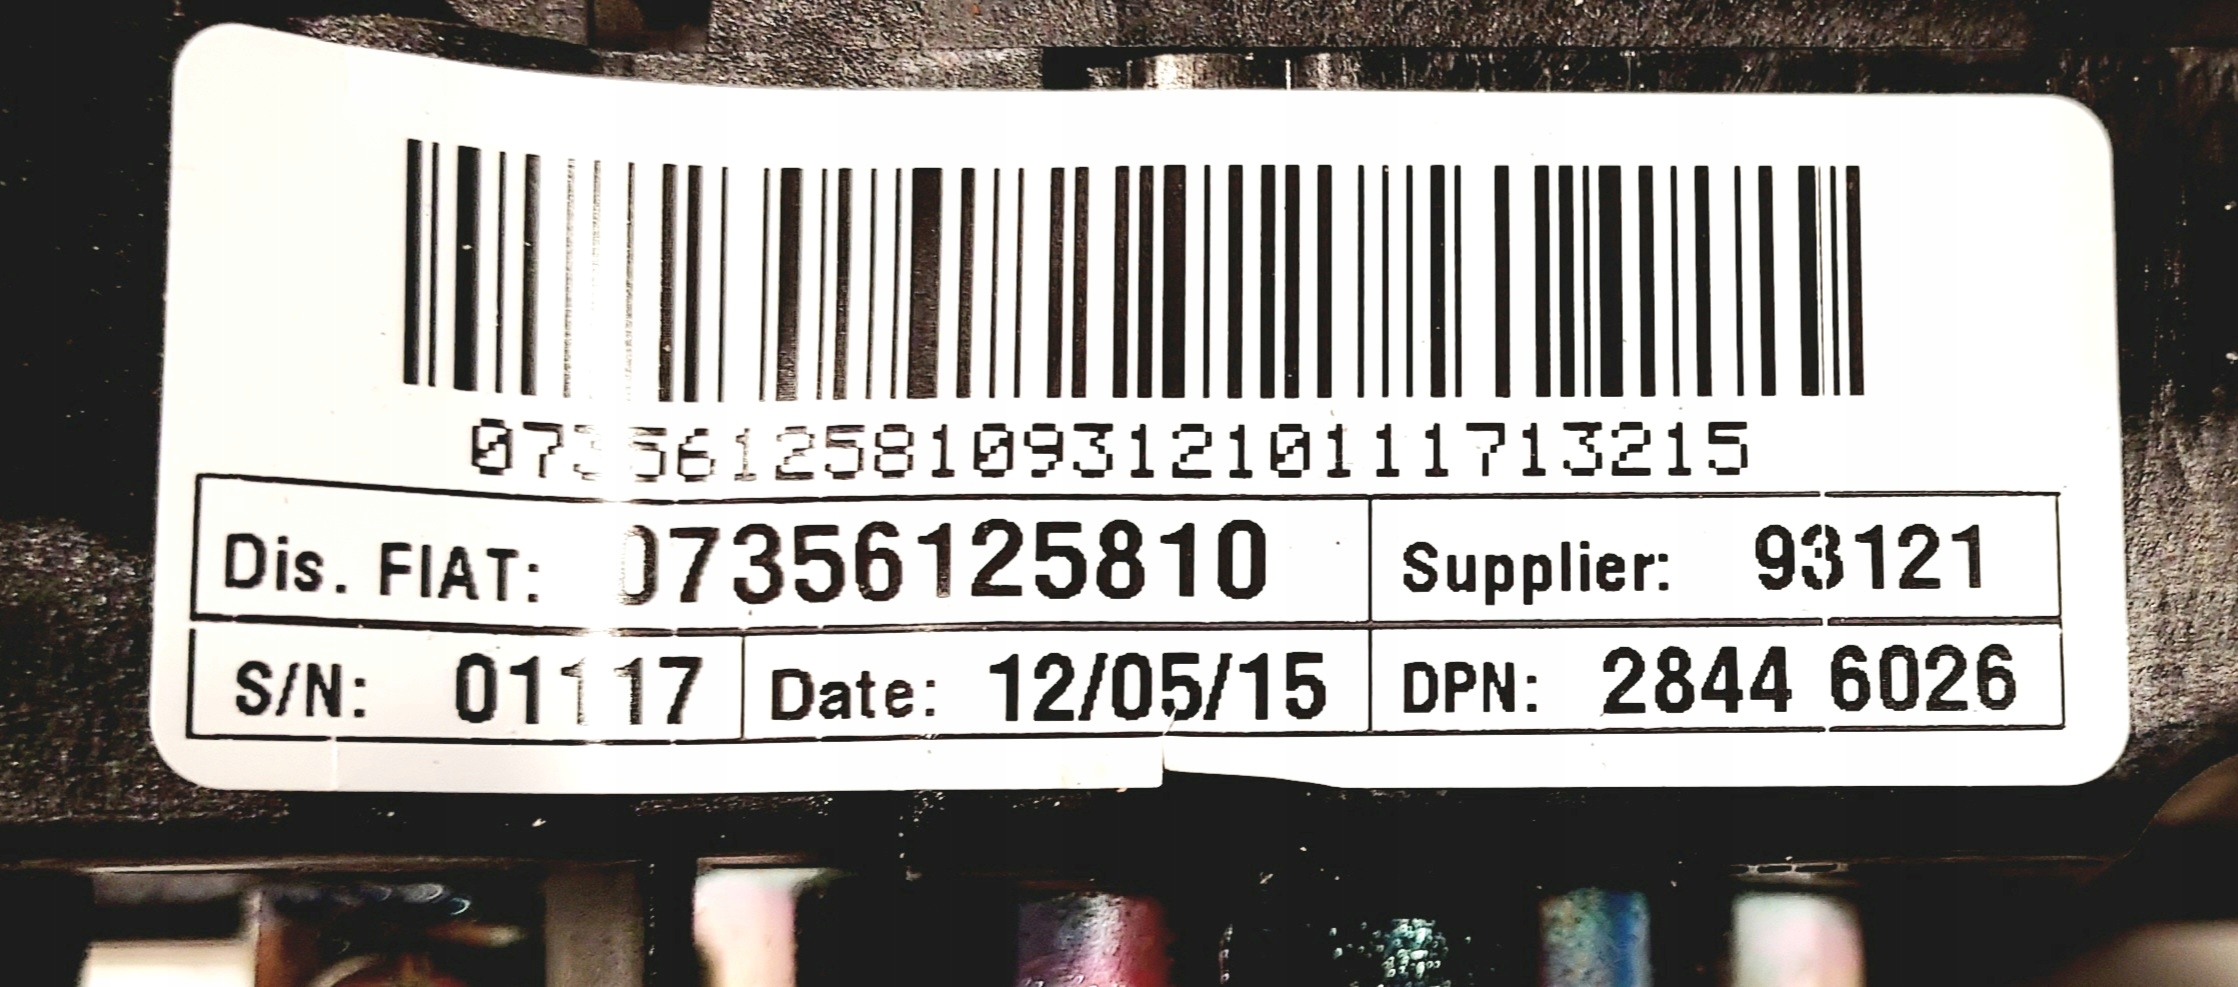 07356125810931210111713215
Dis. FIAT: 07356125810 Supplier: 93121
S/N: 01117 Date: 12/05/15 DPN: 2844 6026